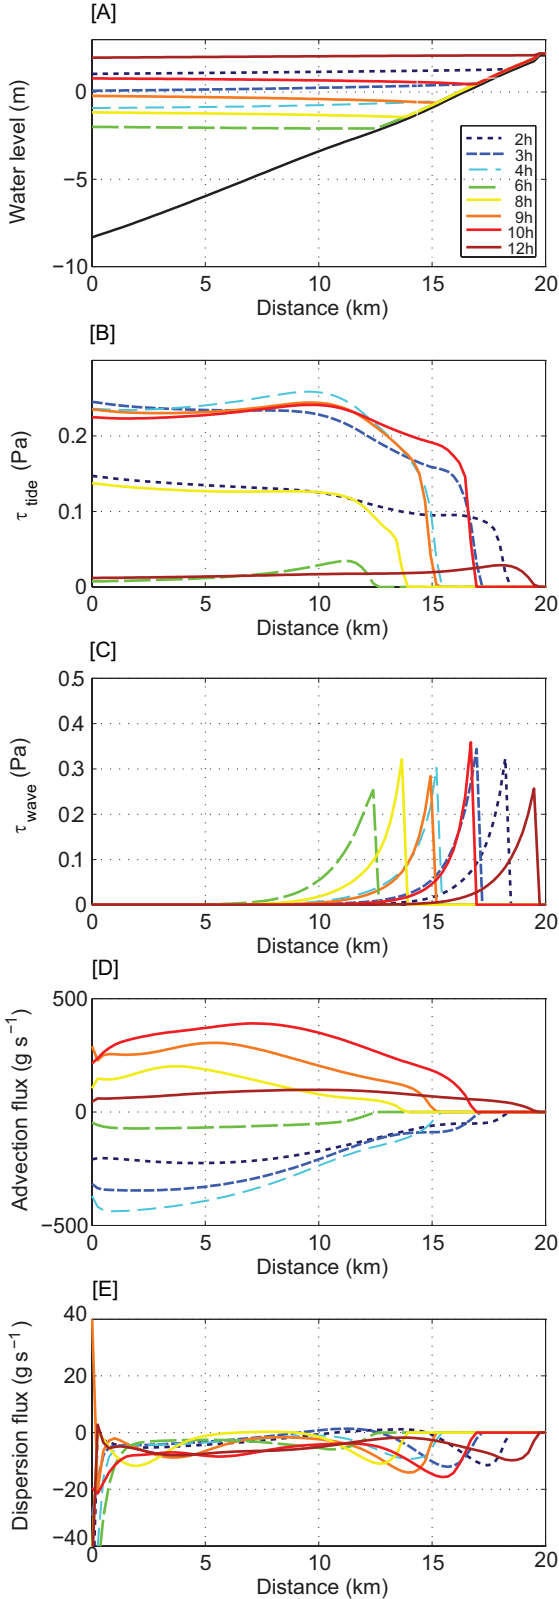 [A]
Water level (m)
0
−5
−10
2h
3h
4h
6h
8h
9h
10h
12h
0 5 10 15 20
Distance (km)
[B]
τ tide (Pa)
0.2
0.1
0
0 5 10 15 20
Distance (km)
[C]
τ wave (Pa)
0.5
0.4
0.3
0.2
0.1
0
0 5 10 15 20
Distance (km)
[D]
Advection flux (g s⁻¹)
500
0
−500
0 5 10 15 20
Distance (km)
[E]
Dispersion flux (g s⁻¹)
40
20
0
−20
−40
0 5 10 15 20
Distance (km)